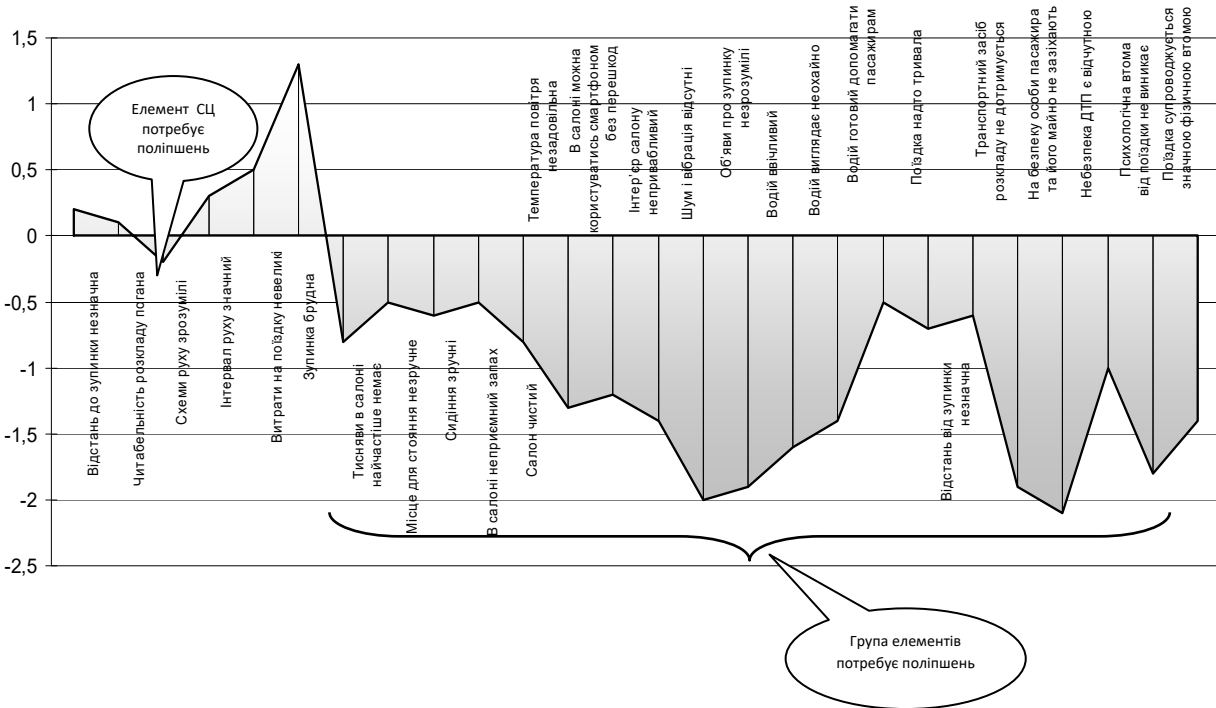 1,5
1
0,5
0
-0,5
-1
-1,5
-2
-2,5
Елемент СЦ
потребує
поліпшень
Відстань до зупинки незначна
Читабельність розкладу погана
Схеми руху зрозумілі
Інтервал руху значний
Витрати на поїздку невеликі
Зупинка брудна
Тисняви в салоні
найчастіше немає
Місце для стояння незручне
Сидіння зручні
В салоні неприємний запах
Салон чистий
Температура повітря
незадовільна
В салоні можна
користуватись смартфоном
без перешкод
Інтер'єр салону
непривабливий
Шум і вібрація відсутні
Об'яви про зупинку
незрозумілі
Водій ввічливий
Водій виглядає неохайно
Водій готовий допомагати
пасажирам
Поїздка надто тривала
Відстань від зупинки
незначна
Транспортний засіб
розкладу не дотримується
На безпеку особи пасажира
та його майно не зазіхають
Небезпека ДТП є відчутною
Психологічна втома
від поїздки не виникає
Поїздка супроводжується
значною фізичною втомою
Група елементів
потребує поліпшень